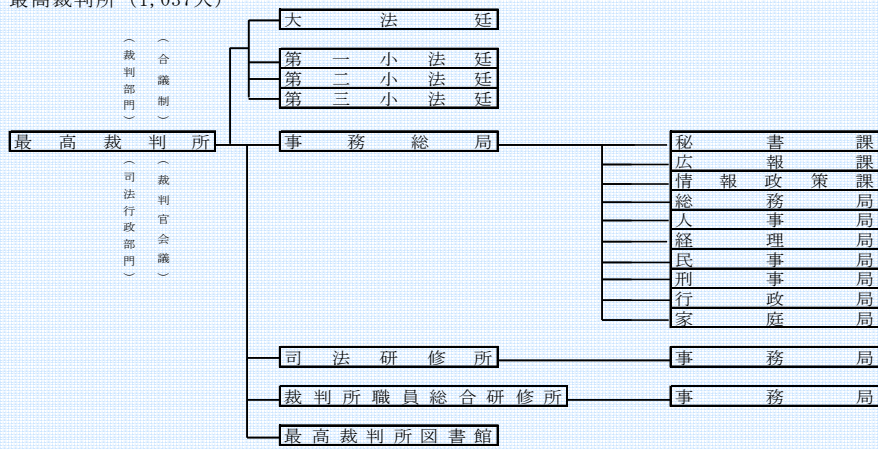 最高裁判所 (1,037人)
大法廷
第一小法廷
第二小法廷
第三小法廷
（裁判部門）
（合議制）
最高裁判所
（司法行政部門）
（裁判官会議）
事務総局
秘書課
広報課
情報政策課
総務局
人事局
経理局
民事局
刑事局
行政局
家庭局
司法研修所
事務局
裁判所職員総合研修所
事務局
最高裁判所図書館